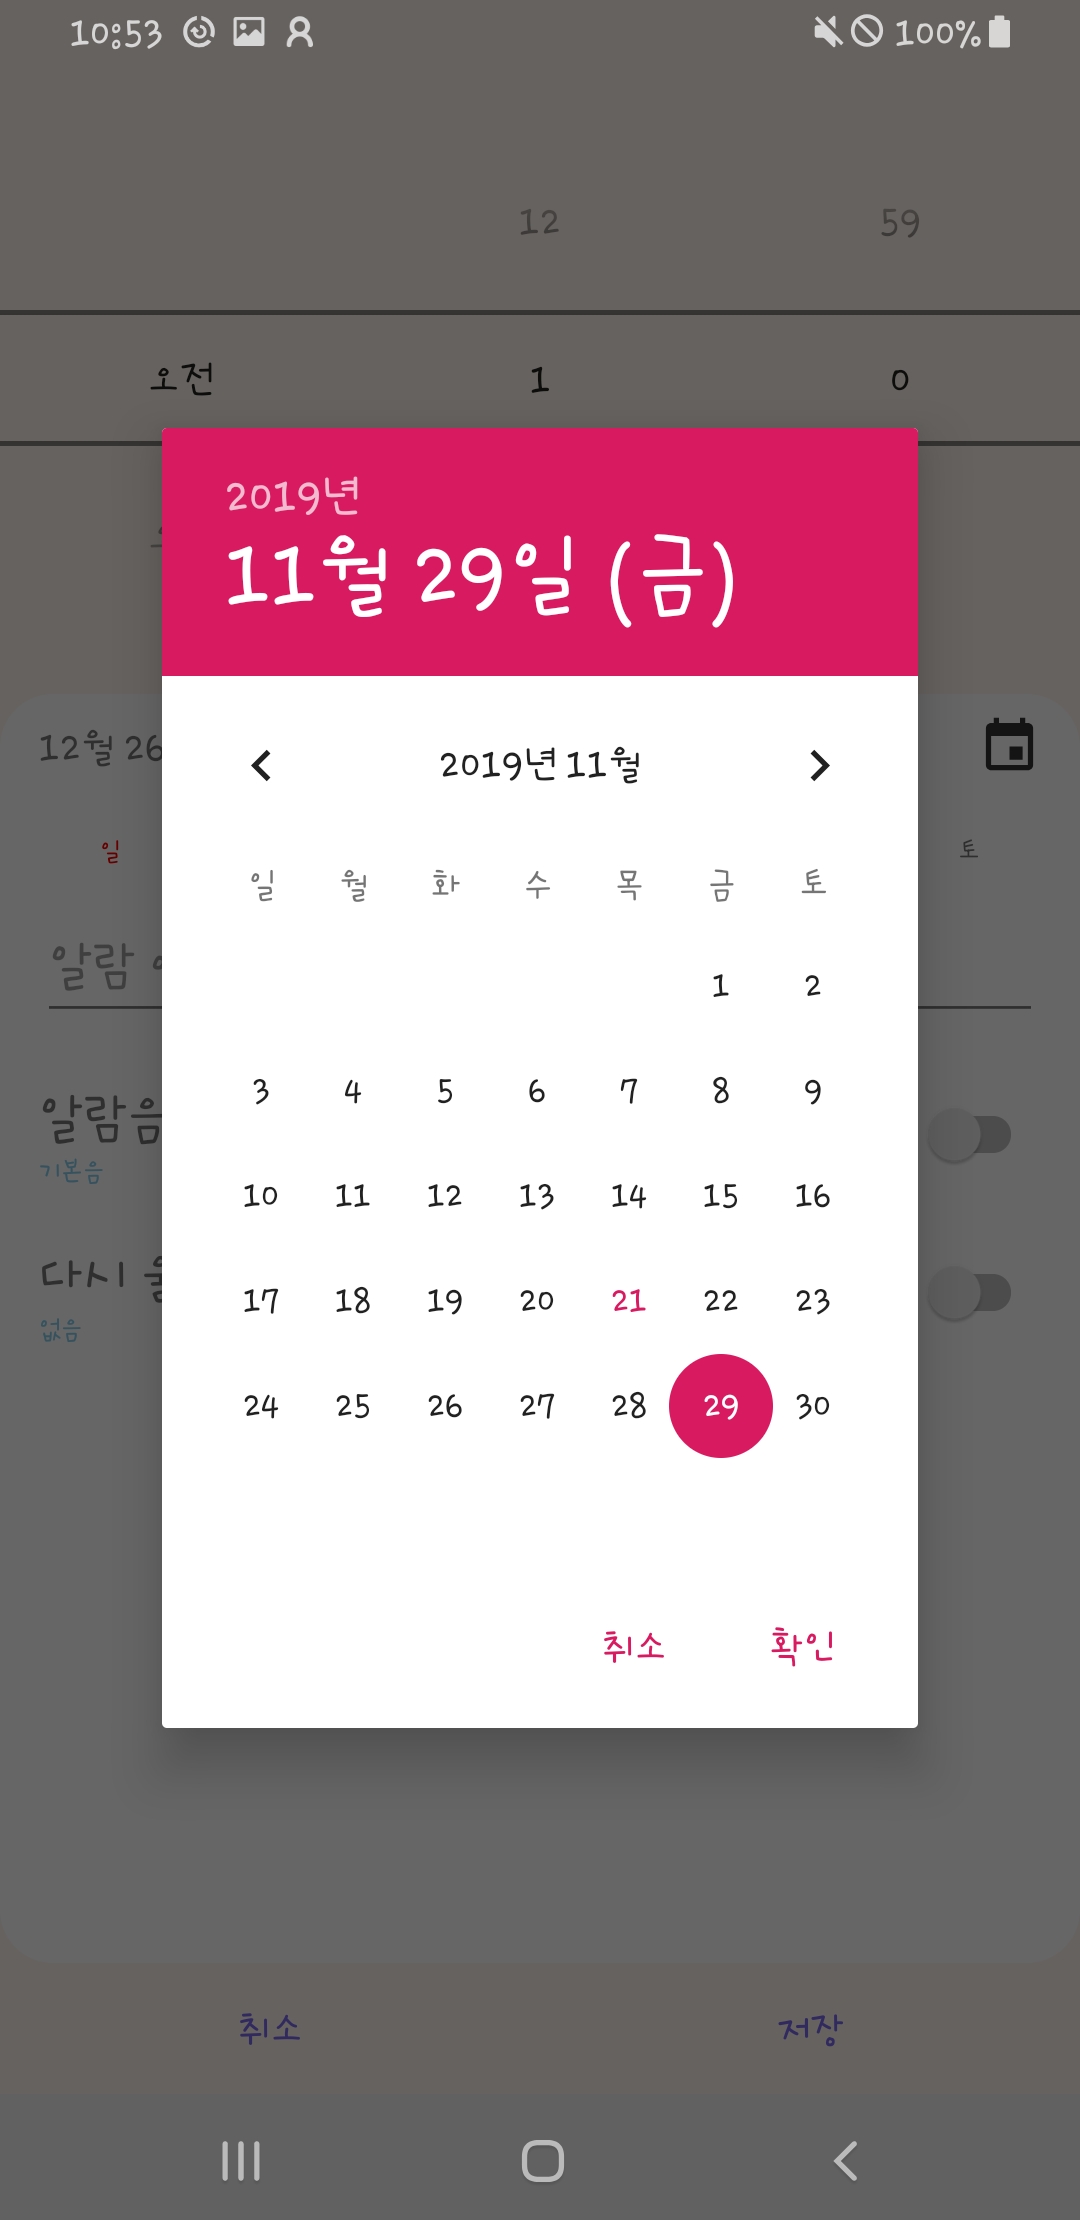 10:53 100%
12 59
오전 1 0
2019년
11월 29일 (금)
12월 26
2019년 11월
일 토
일 월 화 수 목 금 토
알람
1 2
3 4 5 6 7 8 9
알람음
기본음
10 11 12 13 14 15 16
다시
없음
17 18 19 20 21 22 23
24 25 26 27 28 29 30
취소 확인
취소 저장